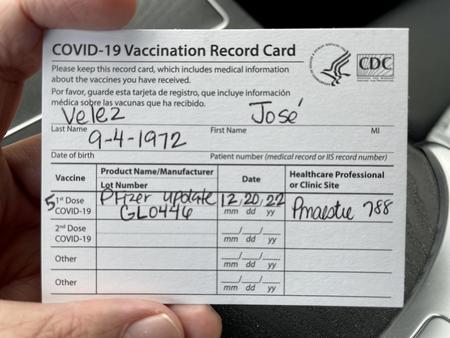 COVID-19 Vaccination Record Card
CDC
Please keep this record card, which includes medical information
about the vaccines you have received.
Por favor, guarde esta tarjeta de registro, que incluye información
médica sobre las vacunas que ha recibido.
Velez José
Last Name First Name MI
9-4-1972
Date of birth Patient number (medical record or IIS record number)
Vaccine Product Name/Manufacturer Date Healthcare Professional
Lot Number or Clinic Site
5 1st Dose Pfizer update 12/20/22 788
COVID-19 GL0446 mm dd yy
2nd Dose
COVID-19 mm dd yy
Other
mm dd yy
Other
mm dd yy